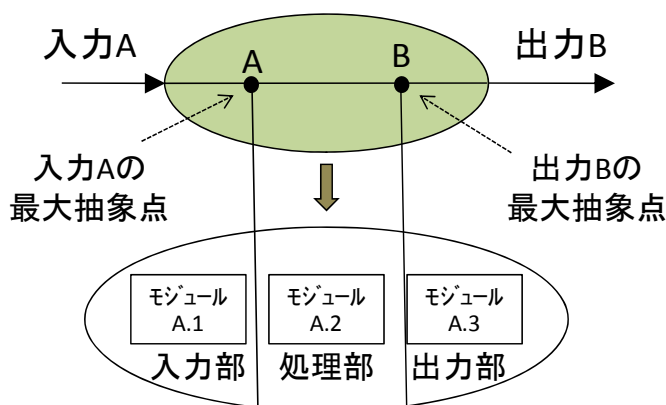 入力A
出力B
A
B
入力Aの
最大抽象点
出力Bの
最大抽象点
モジュール
A.1
モジュール
A.2
モジュール
A.3
入力部
処理部
出力部